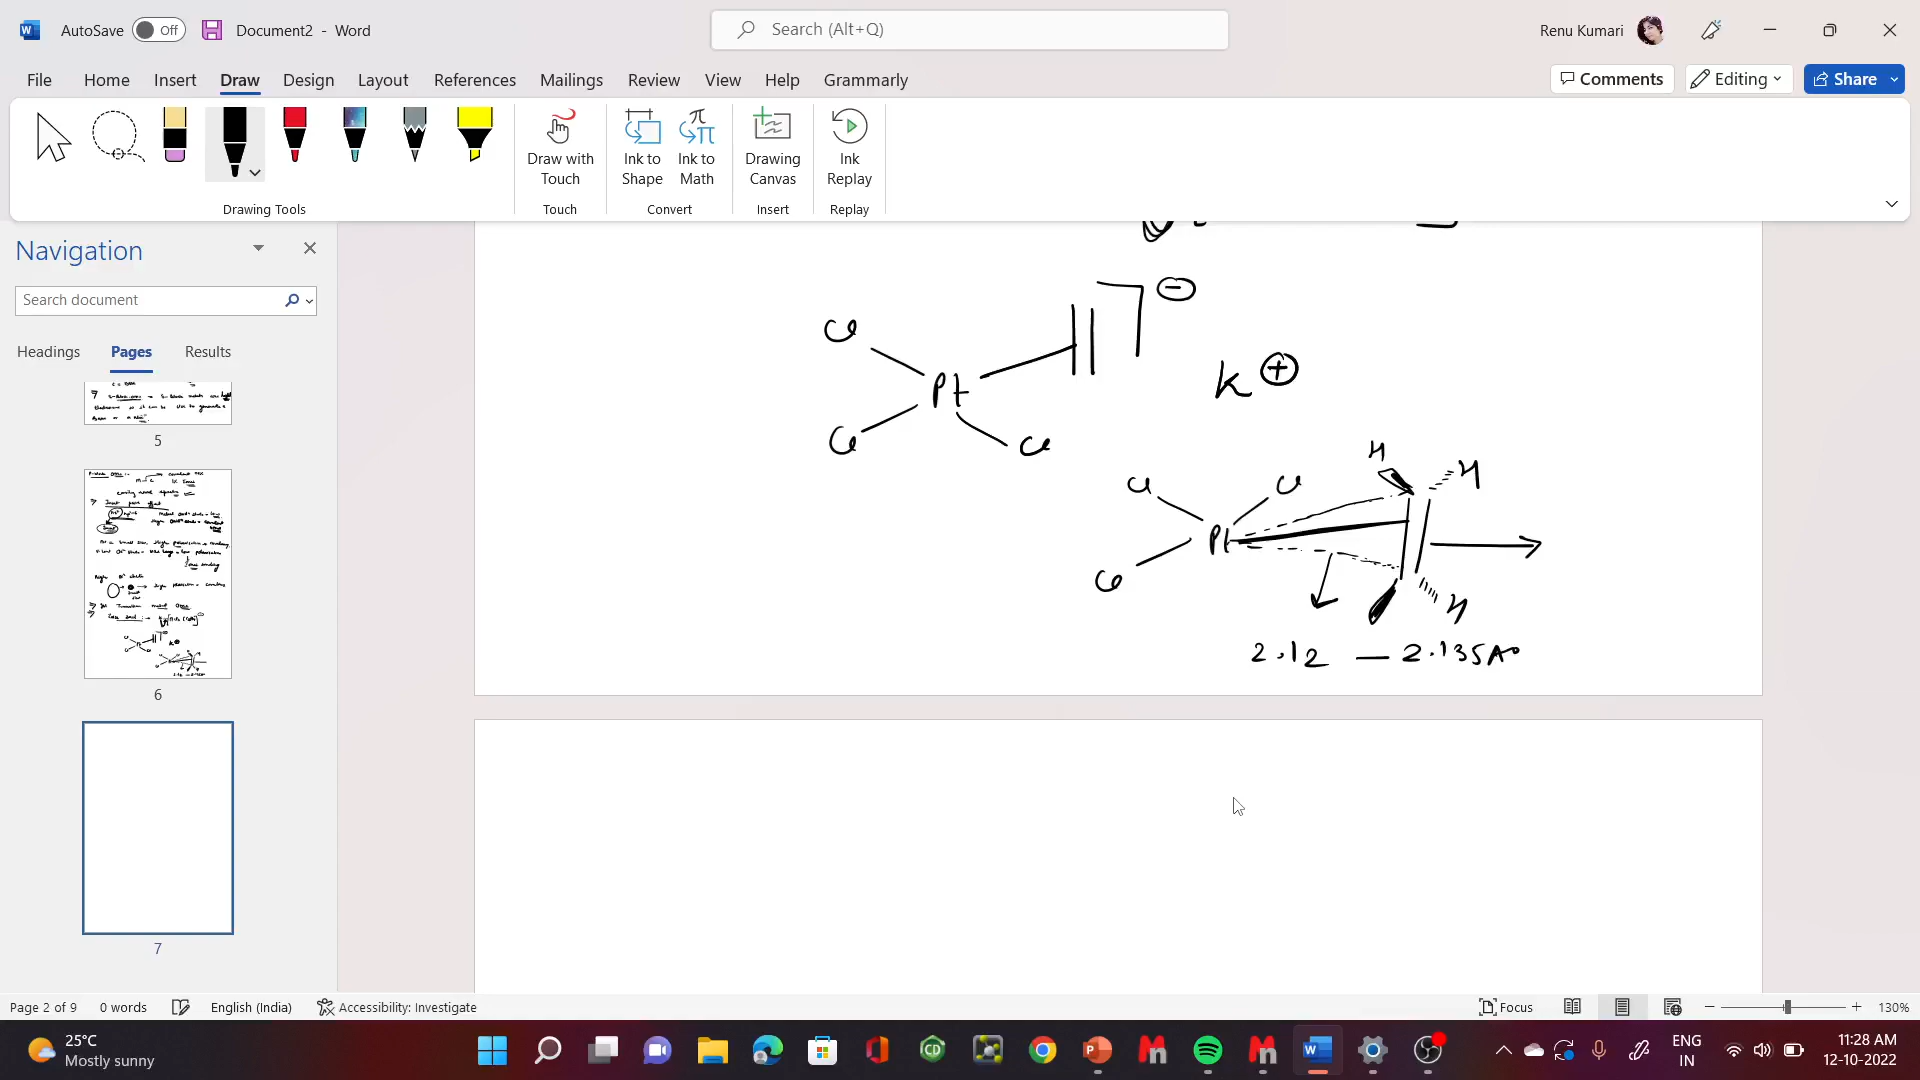 AutoSave Off Document2 - Word Search (Alt+Q) Renu Kumari
File Home Insert Draw Design Layout References Mailings Review View Help Grammarly Comments Editing Share
Draw with Touch Ink to Shape Ink to Math Drawing Canvas Ink Replay
Drawing Tools Touch Convert Insert Replay
Navigation
Search document
Headings Pages Results
5
6
7
Cl
Pt
Cl
Cl
K +
−
Cl Cl H H
Pt
Cl H
2.12 — 2.135A°
Page 2 of 9 0 words English (India) Accessibility: Investigate Focus 130%
25°C
Mostly sunny
ENG
IN
11:28 AM
12-10-2022